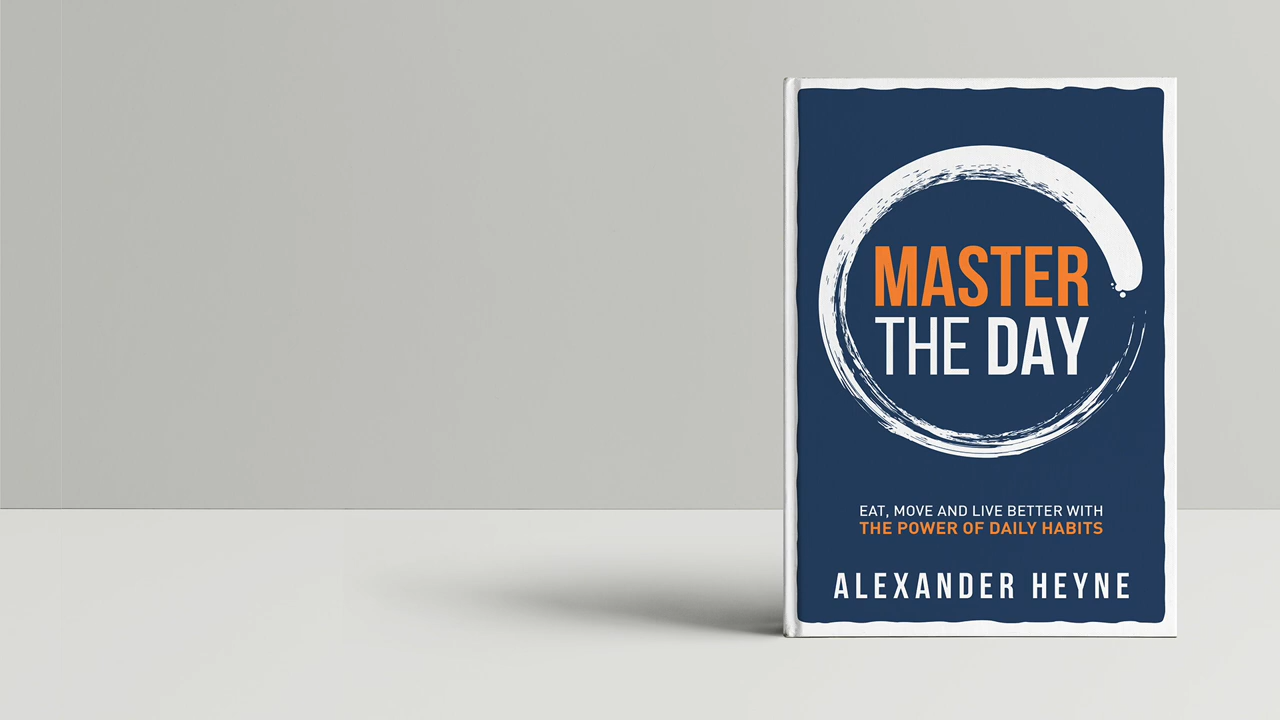 MASTER
THE DAY
EAT, MOVE AND LIVE BETTER WITH
THE POWER OF DAILY HABITS
ALEXANDER HEYNE